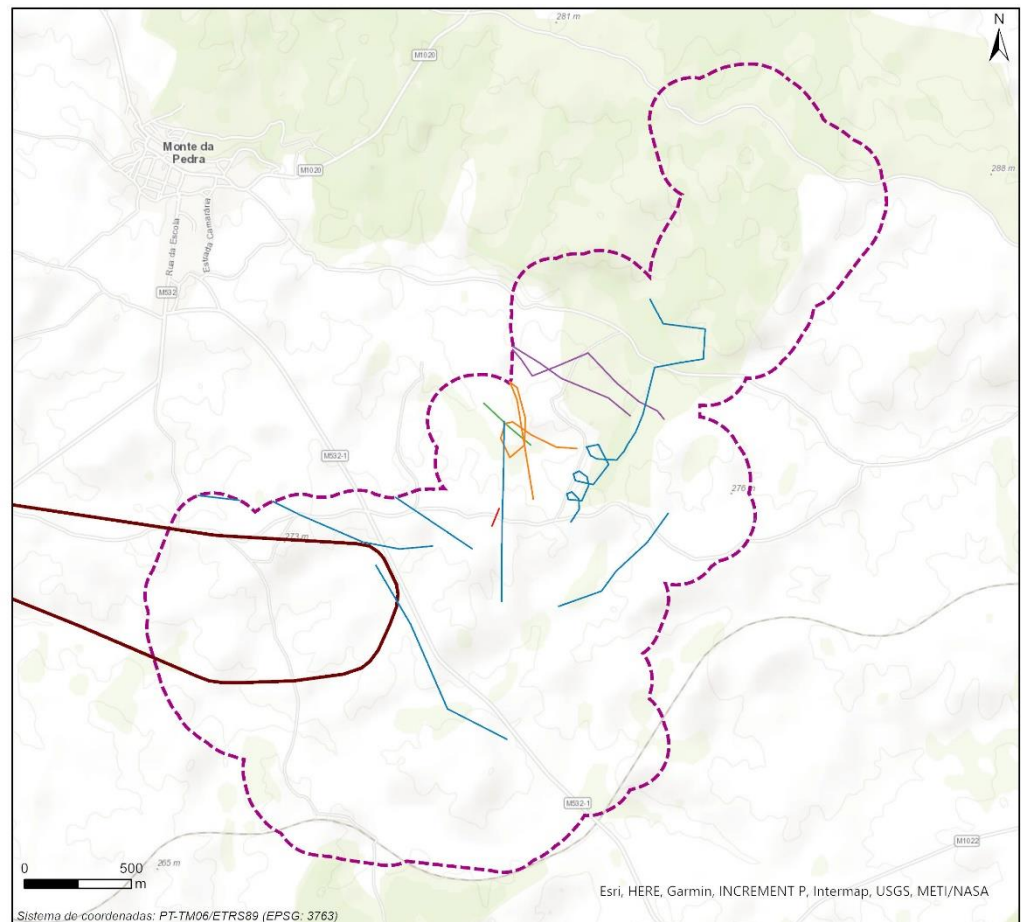 281 m
N
M1020
Monte da
Pedra
M1020
288 m
Rua da Escola
Estrada Camarária
M532
M532-1
276 m
273 m
M532-1
M1022
265 m
0 500
m
Esri, HERE, Garmin, INCREMENT P, Intermap, USGS, METI/NASA
Sistema de coordenadas: PT-TM06/ETRS89 (EPSG: 3763)